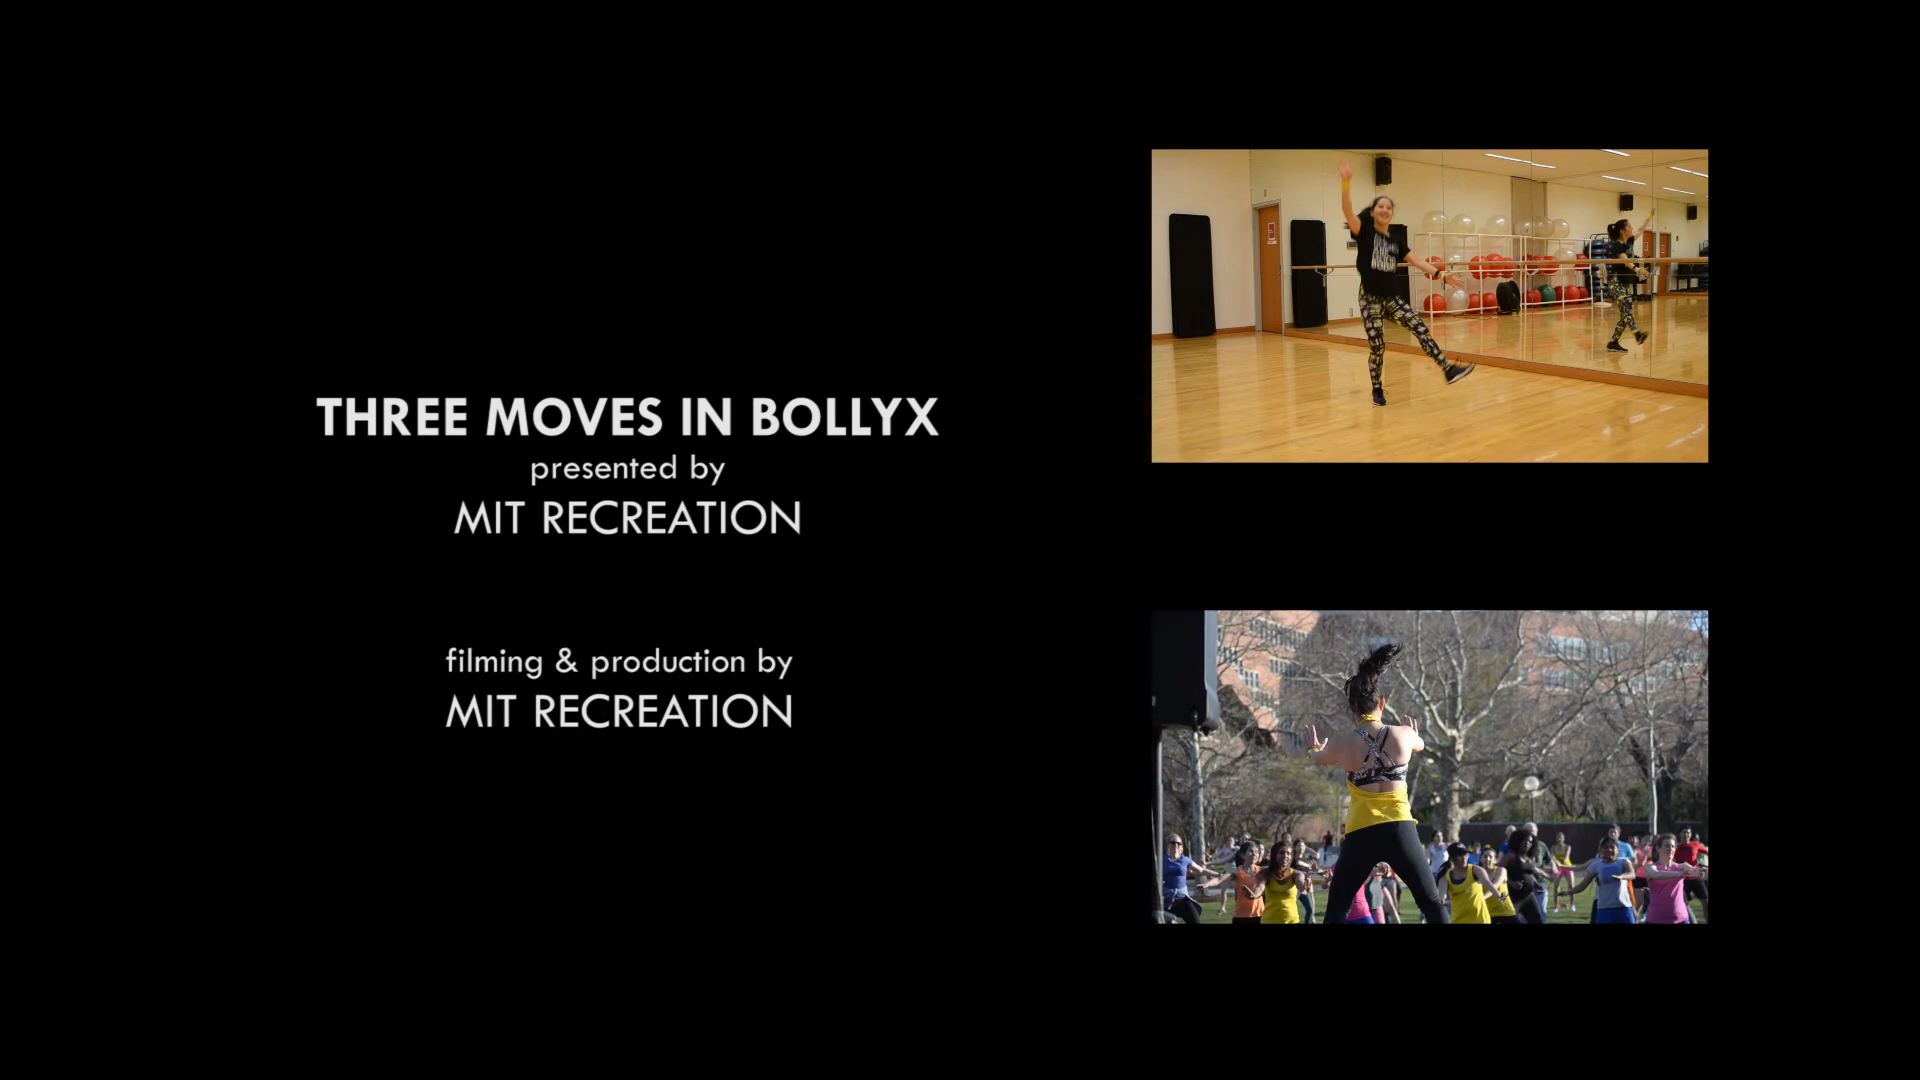 THREE MOVES IN BOLLYX
presented by
MIT RECREATION
filming & production by
MIT RECREATION